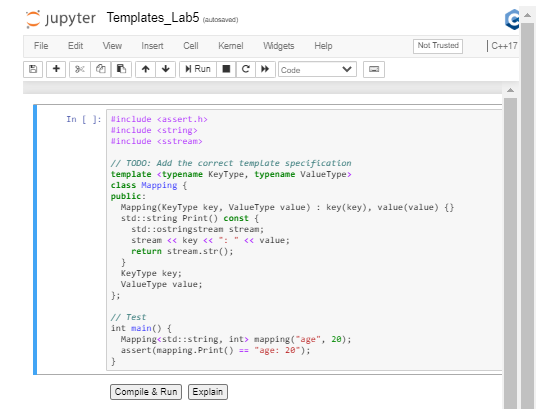 jupyter Templates_Lab5 (autosaved)
File Edit View Insert Cell Kernel Widgets Help Not Trusted C++17
Run Code
In [ ]: #include <assert.h>
#include <string>
#include <sstream>
// TODO: Add the correct template specification
template <typename KeyType, typename ValueType>
class Mapping {
public:
Mapping(KeyType key, ValueType value) : key(key), value(value) {}
std::string Print() const {
std::ostringstream stream;
stream << key << ": " << value;
return stream.str();
}
KeyType key;
ValueType value;
};
// Test
int main() {
Mapping<std::string, int> mapping("age", 20);
assert(mapping.Print() == "age: 20");
}
Compile & Run Explain